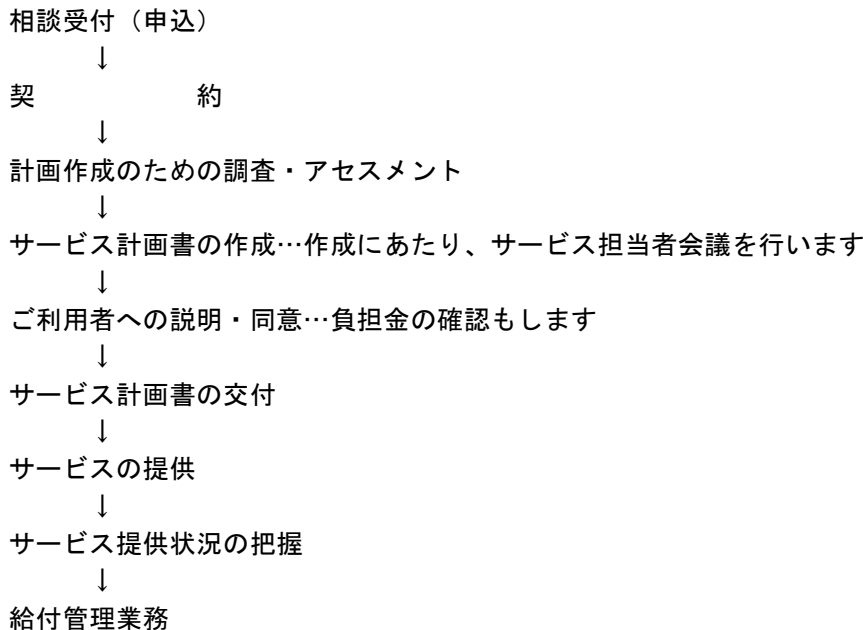 相談受付（申込）
↓
契　　　　　約
↓
計画作成のための調査・アセスメント
↓
サービス計画書の作成…作成にあたり、サービス担当者会議を行います
↓
ご利用者への説明・同意…負担金の確認もします
↓
サービス計画書の交付
↓
サービスの提供
↓
サービス提供状況の把握
↓
給付管理業務